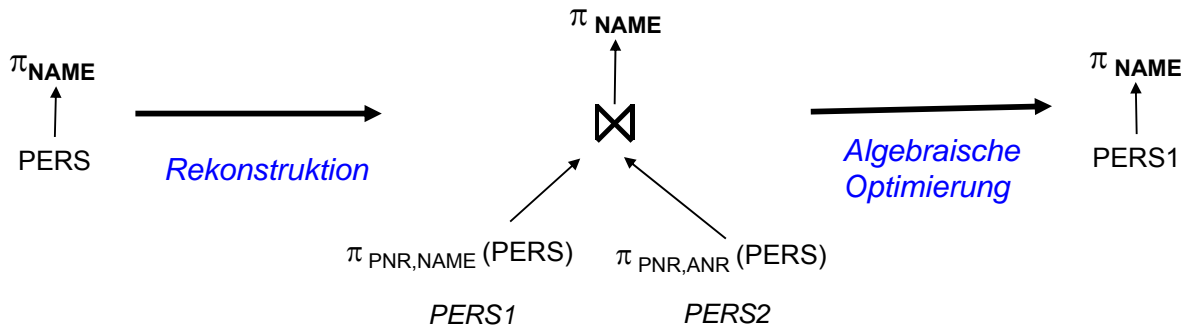 π NAME
PERS
Rekonstruktion
π NAME
⋈
π PNR,NAME (PERS)
PERS1
π PNR,ANR (PERS)
PERS2
Algebraische
Optimierung
π NAME
PERS1